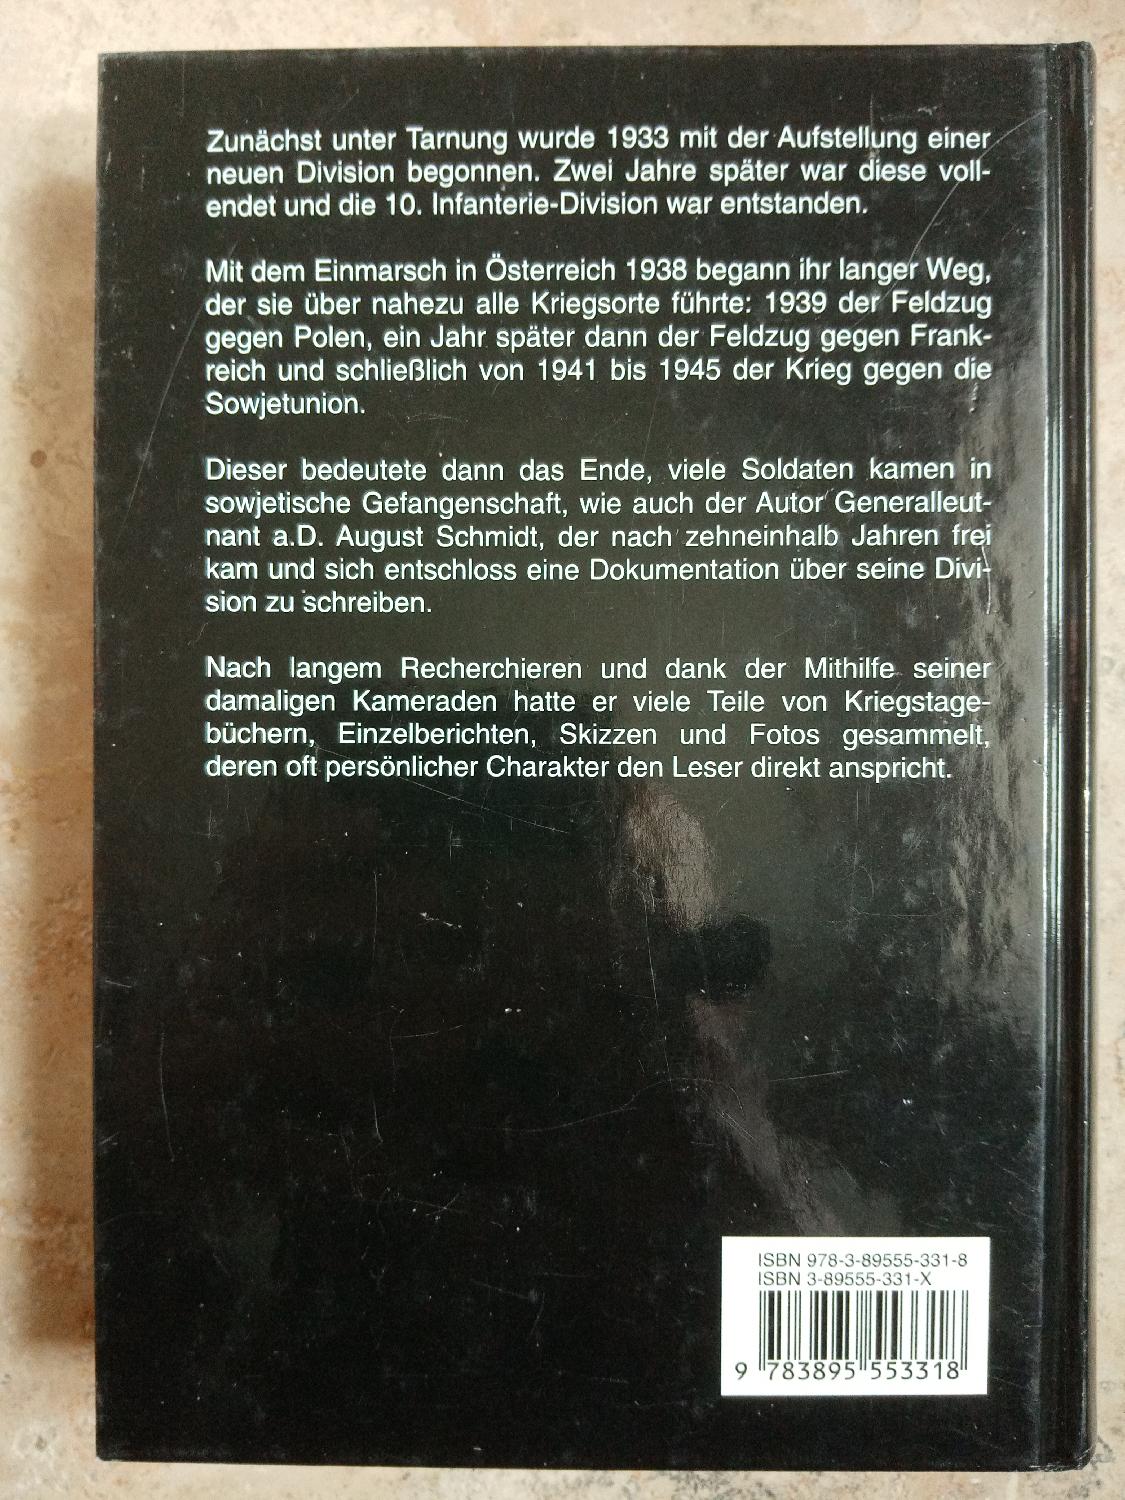 Zunächst unter Tarnung wurde 1933 mit der Aufstellung einer
neuen Division begonnen. Zwei Jahre später war diese voll-
endet und die 10. Infanterie-Division war entstanden.
Mit dem Einmarsch in Österreich 1938 begann ihr langer Weg,
der sie über nahezu alle Kriegsorte führte: 1939 der Feldzug
gegen Polen, ein Jahr später dann der Feldzug gegen Frank-
reich und schließlich von 1941 bis 1945 der Krieg gegen die
Sowjetunion.
Dieser bedeutete dann das Ende, viele Soldaten kamen in
sowjetische Gefangenschaft, wie auch der Autor Generalleut-
nant a.D. August Schmidt, der nach zehneinhalb Jahren frei
kam und sich entschloss eine Dokumentation über seine Divi-
sion zu schreiben.
Nach langem Recherchieren und dank der Mithilfe seiner
damaligen Kameraden hatte er viele Teile von Kriegstage-
büchern, Einzelberichten, Skizzen und Fotos gesammelt,
deren oft persönlicher Charakter den Leser direkt anspricht.
ISBN 978-3-89555-331-8
ISBN 3-89555-331-X
9 783895 553318